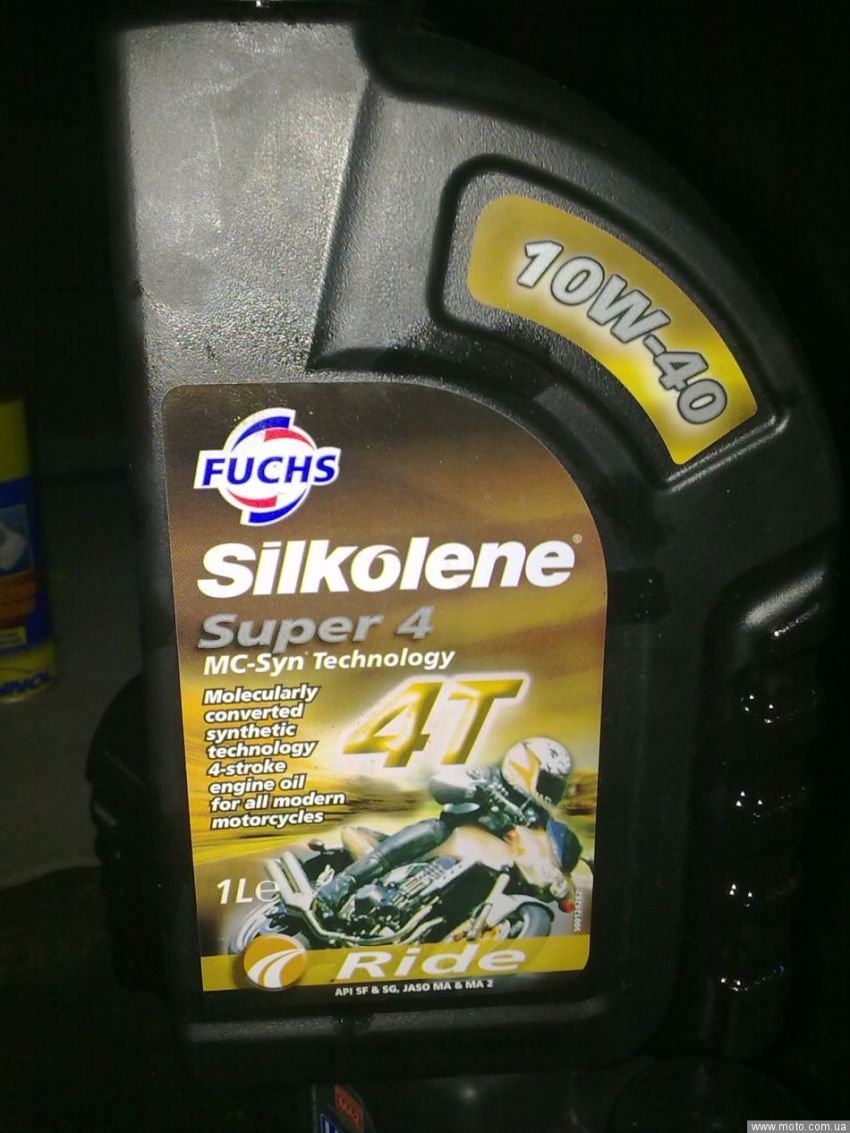 10W-40
FUCHS
Silkolene®
Super 4
MC-Syn Technology
4T
Molecularly
converted
synthetic
technology
4-stroke
engine oil
for all modern
motorcycles
1Le
Ride
API SF & SG, JASO MA & MA 2
www.moto.com.ua